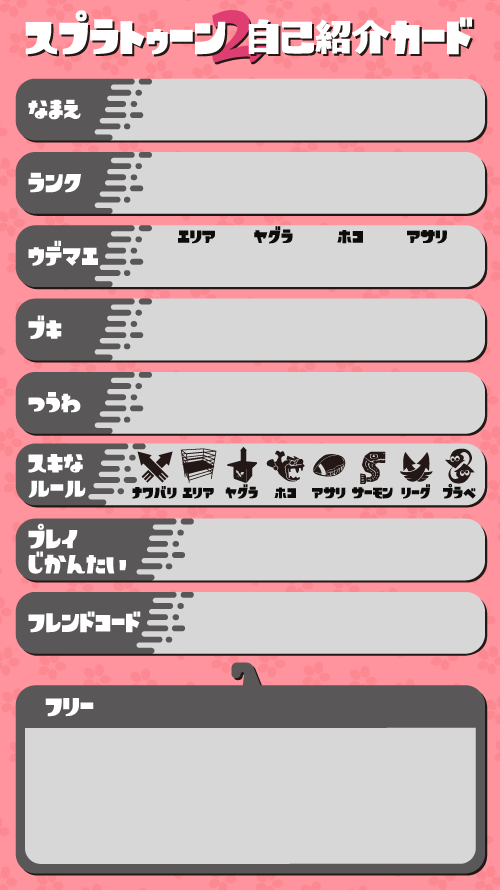 スプラトゥーン2自己紹介カード
なまえ
ランク
ウデマエ
エリア ヤグラ ホコ アサリ
ブキ
つうわ
スキな
ルール
ナワバリ エリア ヤグラ ホコ アサリ サーモン リーグ プラベ
プレイ
じかんたい
フレンドコード
フリー